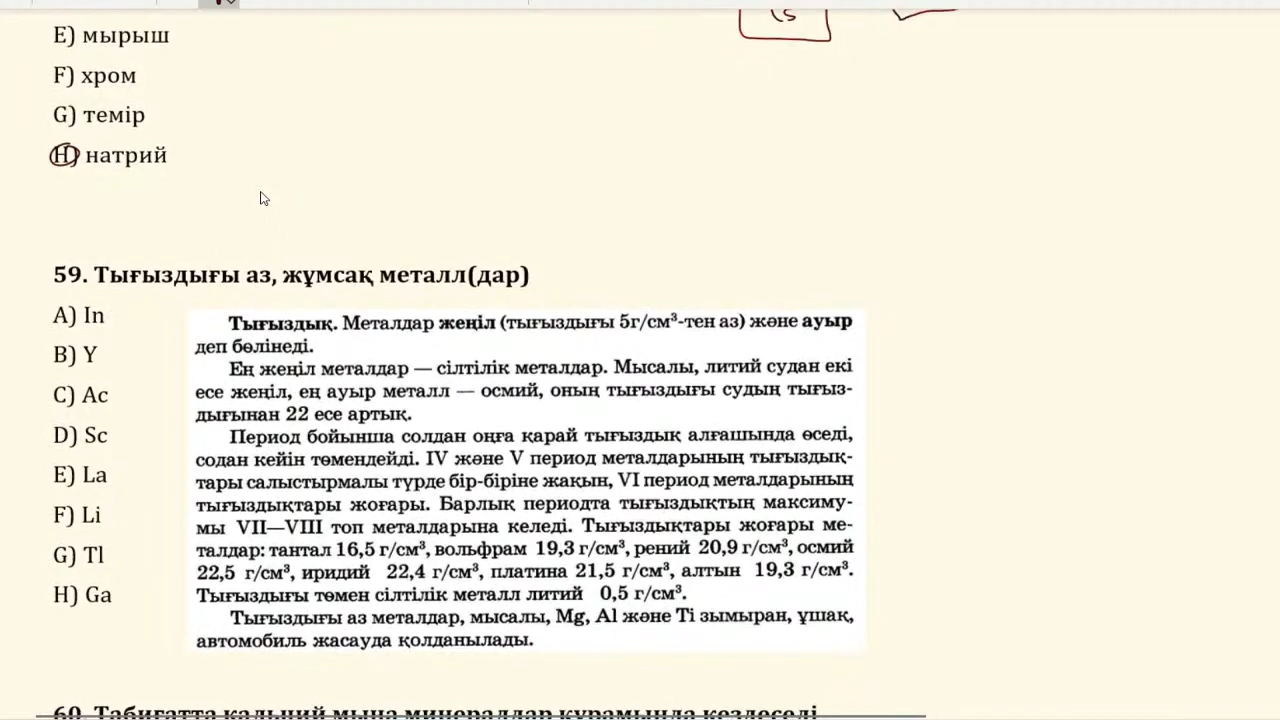 E) мырыш
F) хром
G) темір
H) натрий
59. Тығыздығы аз, жұмсақ металл(дар)
A) In
B) Y
C) Ac
D) Sc
E) La
F) Li
G) Tl
H) Ga
Тығыздық. Металдар жеңіл (тығыздығы 5г/см³-тен аз) және ауыр
деп бөлінеді.
Ең жеңіл металдар — сілтілік металдар. Мысалы, литий судан екі
есе жеңіл, ең ауыр металл — осмий, оның тығыздығы судың тығыз-
дығынан 22 есе артық.
Период бойынша солдан оңға қарай тығыздық алғашында өседі,
содан кейін төмендейді. IV және V период металдарының тығыздық-
тары салыстырмалы түрде бір-біріне жақын, VI период металдарының
тығыздықтары жоғары. Барлық периодта тығыздықтың максиму-
мы VII—VIII топ металдарына келеді. Тығыздықтары жоғары ме-
талдар: тантал 16,5 г/см³, вольфрам 19,3 г/см³, рений 20,9 г/см³, осмий
22,5 г/см³, иридий 22,4 г/см³, платина 21,5 г/см³, алтын 19,3 г/см³.
Тығыздығы төмен сілтілік металл литий 0,5 г/см³.
Тығыздығы аз металдар, мысалы, Mg, Al және Ti зымыран, ұшақ,
автомобиль жасауда қолданылады.
60. Табиғатта кальций мына минералдар құрамында кездеседі